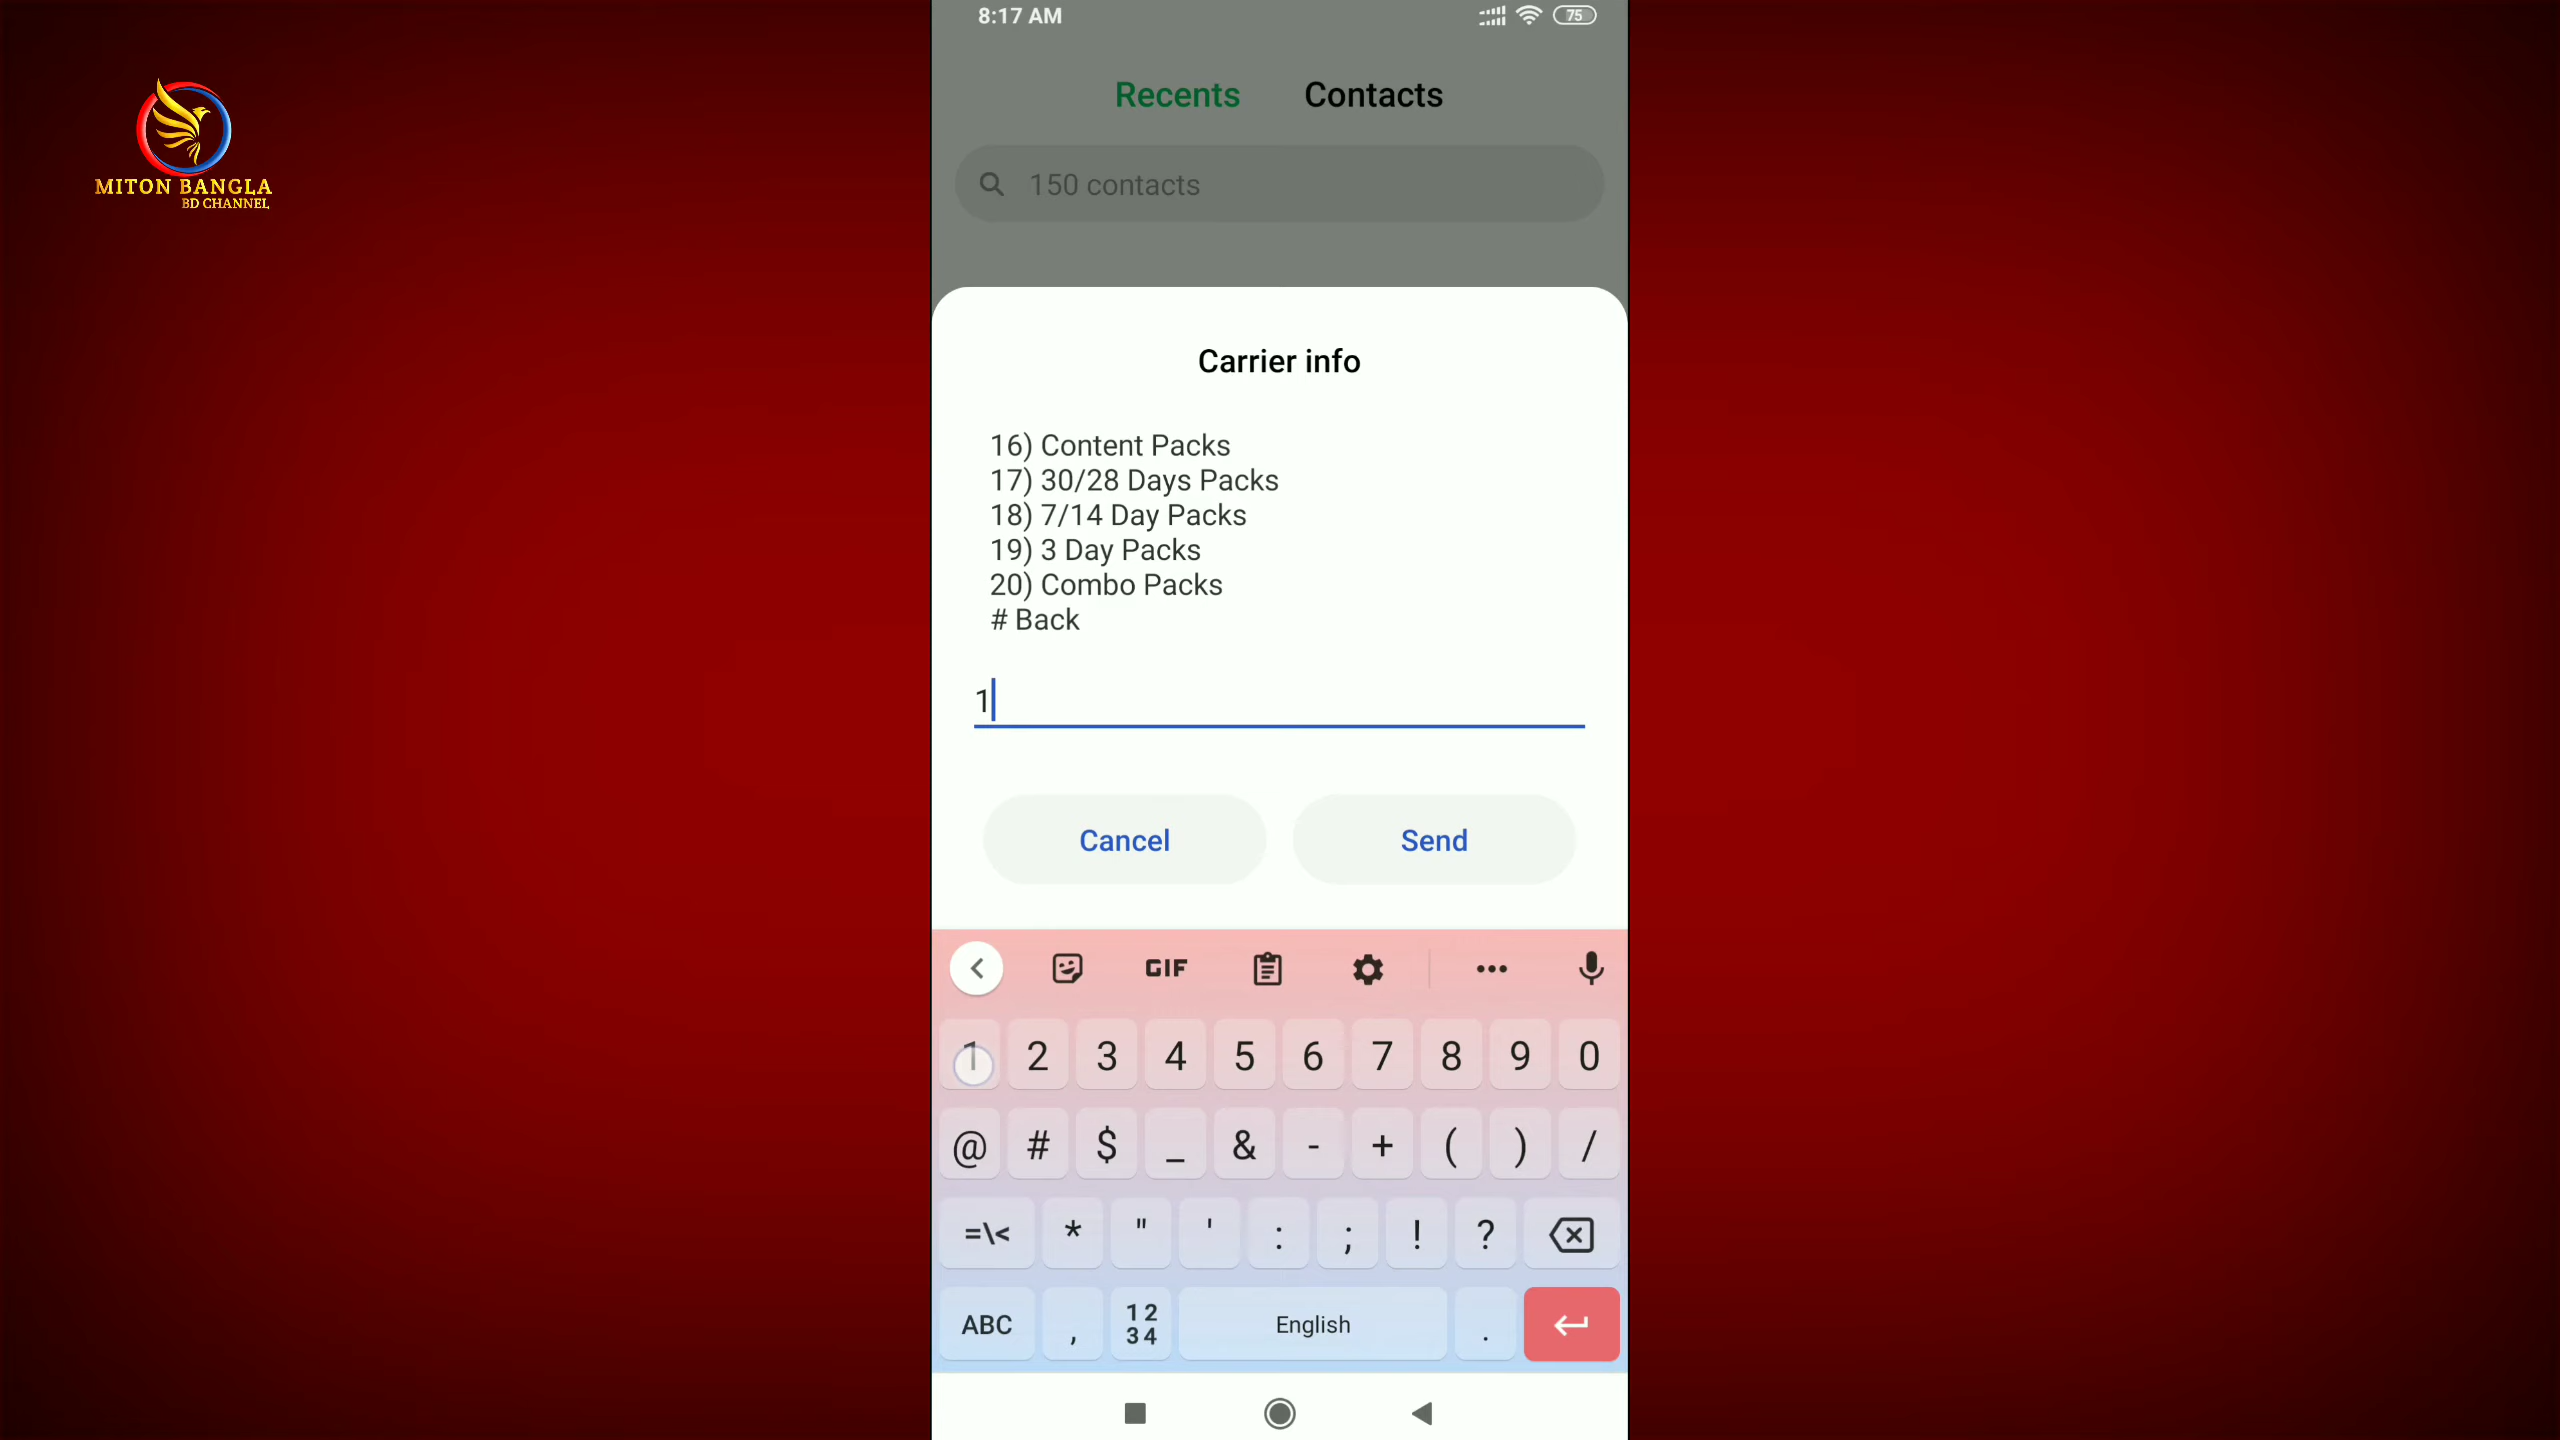 8:17 AM
75
Recents Contacts
150 contacts
MITON BANGLA
BD CHANNEL
Carrier info
16) Content Packs
17) 30/28 Days Packs
18) 7/14 Day Packs
19) 3 Day Packs
20) Combo Packs
# Back
1
Cancel Send
GIF
1 2 3 4 5 6 7 8 9 0
@ # $ _ & - + ( ) /
=\< * " ' : ; ! ?
ABC , 12 34 English .